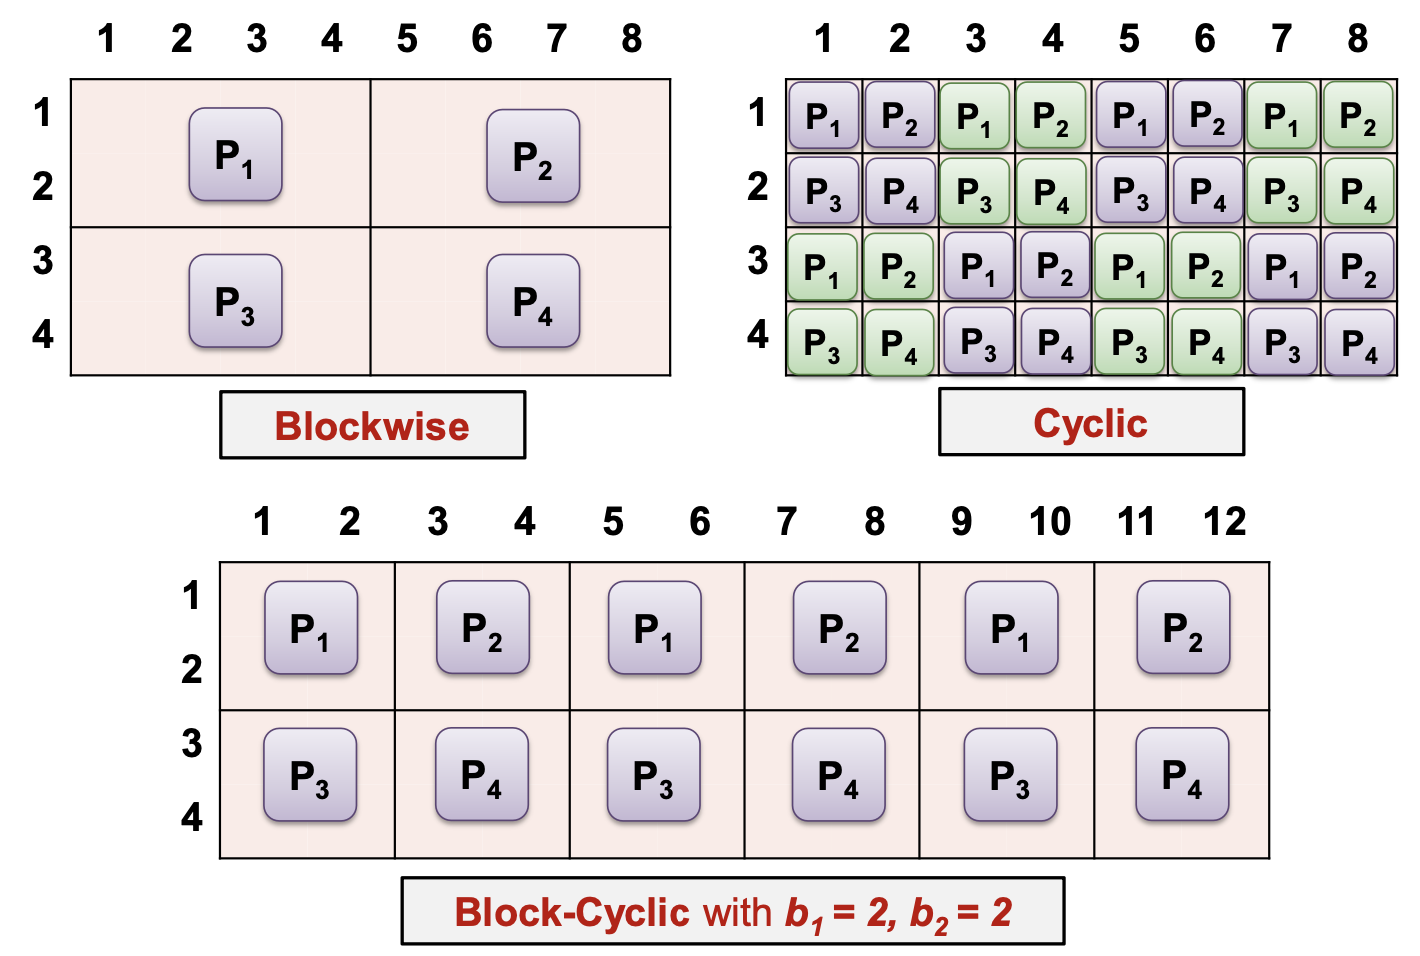 1 2 3 4 5 6 7 8
1 P1 P2
2
3 P3 P4
4
Blockwise
1 2 3 4 5 6 7 8
1 P1 P2 P1 P2 P1 P2 P1 P2
2 P3 P4 P3 P4 P3 P4 P3 P4
3 P1 P2 P1 P2 P1 P2 P1 P2
4 P3 P4 P3 P4 P3 P4 P3 P4
Cyclic
1 2 3 4 5 6 7 8 9 10 11 12
1 P1 P2 P1 P2 P1 P2
2
3 P3 P4 P3 P4 P3 P4
4
Block-Cyclic with b1 = 2, b2 = 2